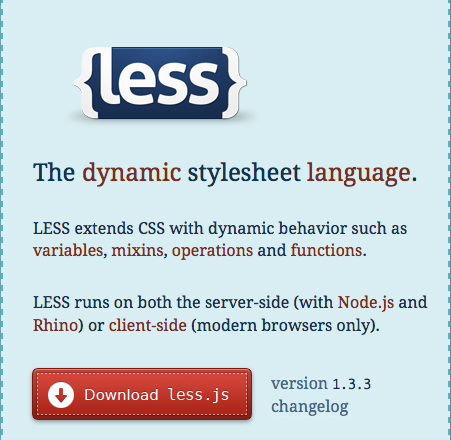 {less}
The dynamic stylesheet language.
LESS extends CSS with dynamic behavior such as
variables, mixins, operations and functions.
LESS runs on both the server-side (with Node.js and
Rhino) or client-side (modern browsers only).
Download less.js
version 1.3.3
changelog